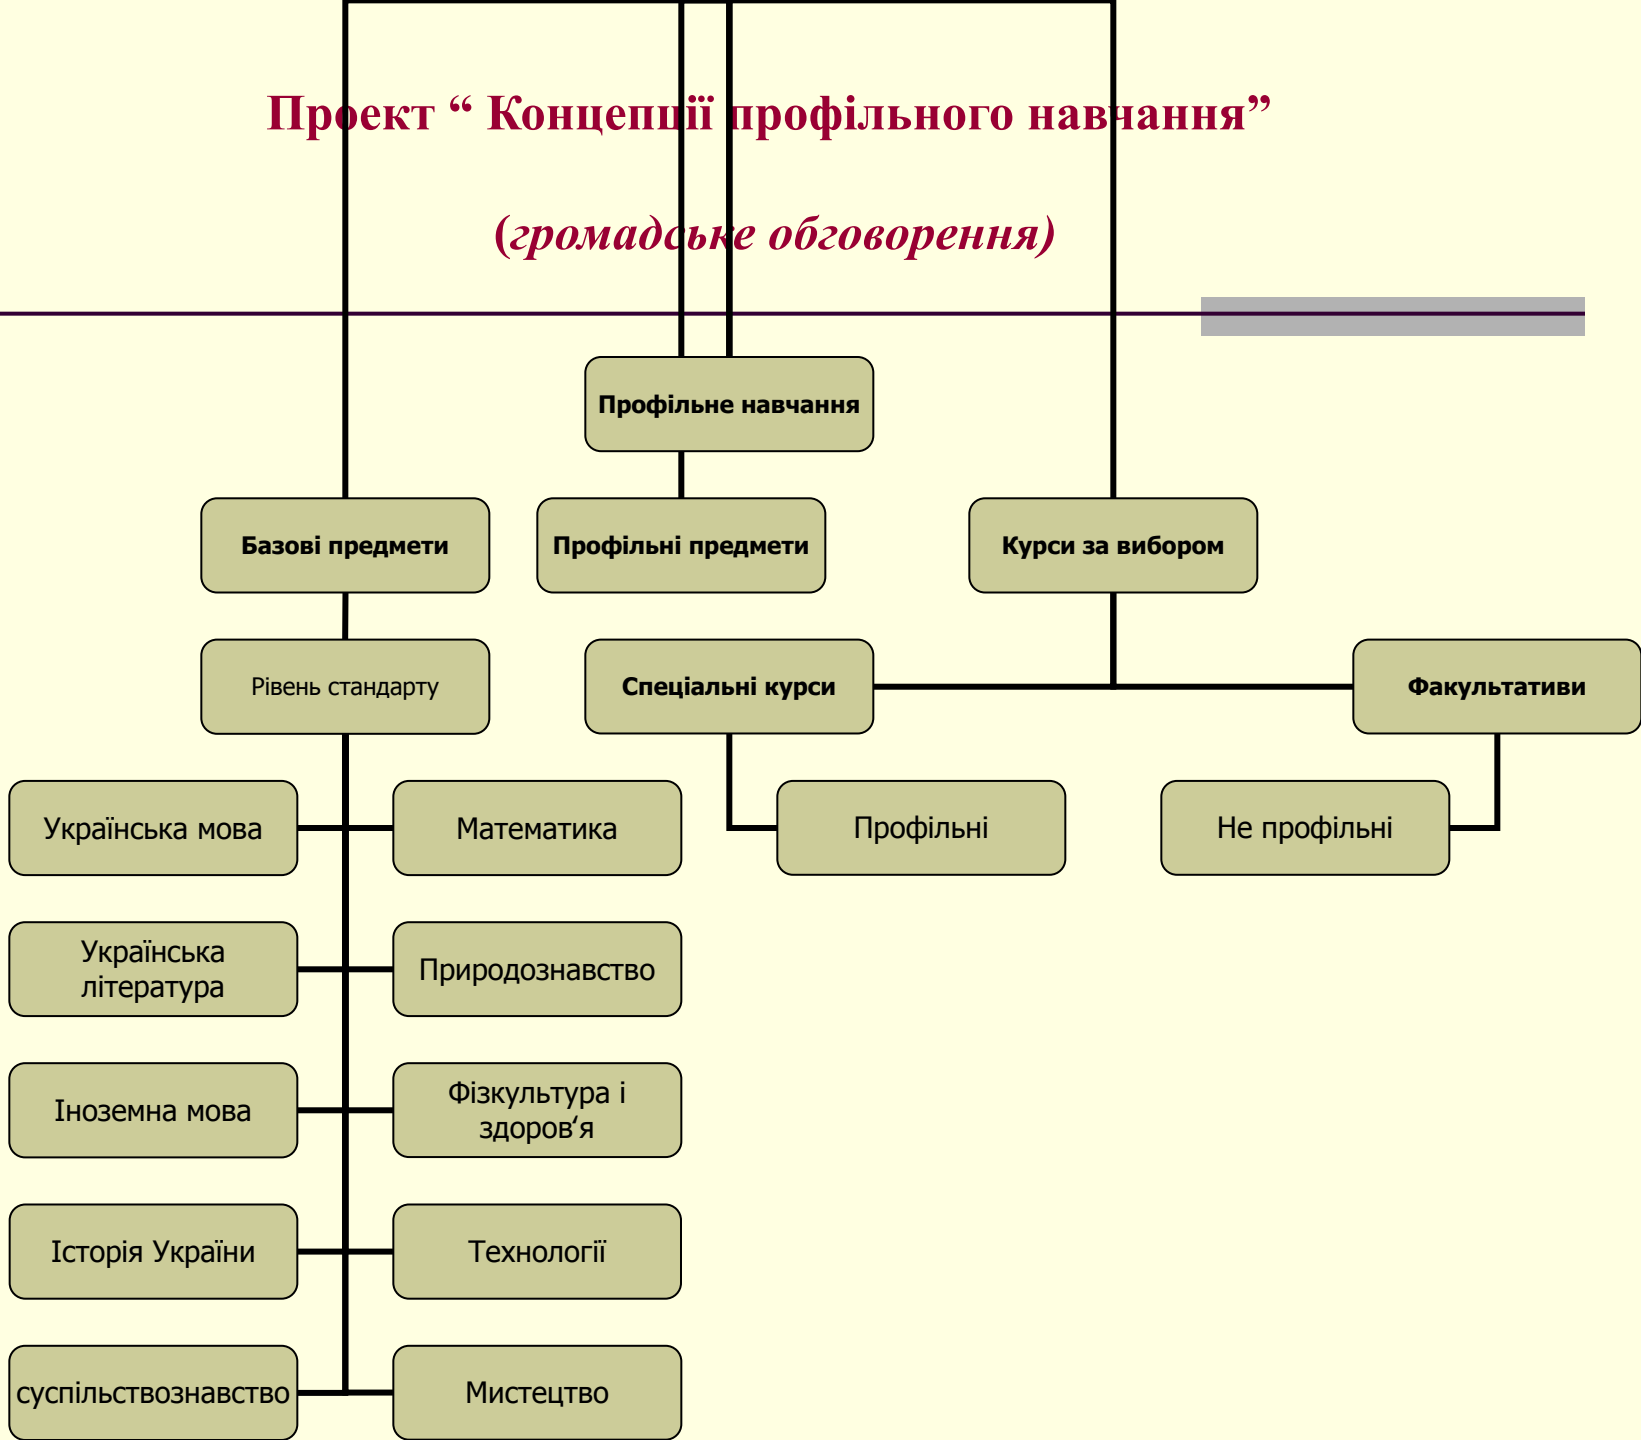 Проект “ Концепції профільного навчання”
(громадське обговорення)
Профільне навчання
Базові предмети
Профільні предмети
Курси за вибором
Рівень стандарту
Спеціальні курси
Факультативи
Українська мова
Математика
Профільні
Не профільні
Українська
література
Природознавство
Іноземна мова
Фізкультура і
здоров‘я
Історія України
Технології
суспільствознавство
Мистецтво